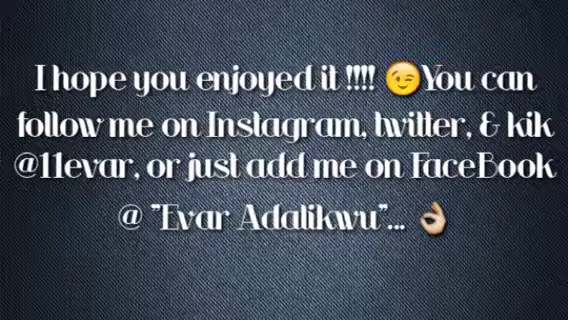 I hope you enjoyed it !!!! 😉You can
follow me on Instagram, twitter, & kik
@11evar, or just add me on FaceBook
@ "Evar Adalikwu"... 👌